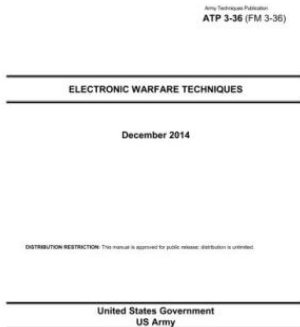 Army Techniques Publication
ATP 3-36 (FM 3-36)
ELECTRONIC WARFARE TECHNIQUES
December 2014
DISTRIBUTION RESTRICTION: This manual is approved for public release; distribution is unlimited.
United States Government
US Army